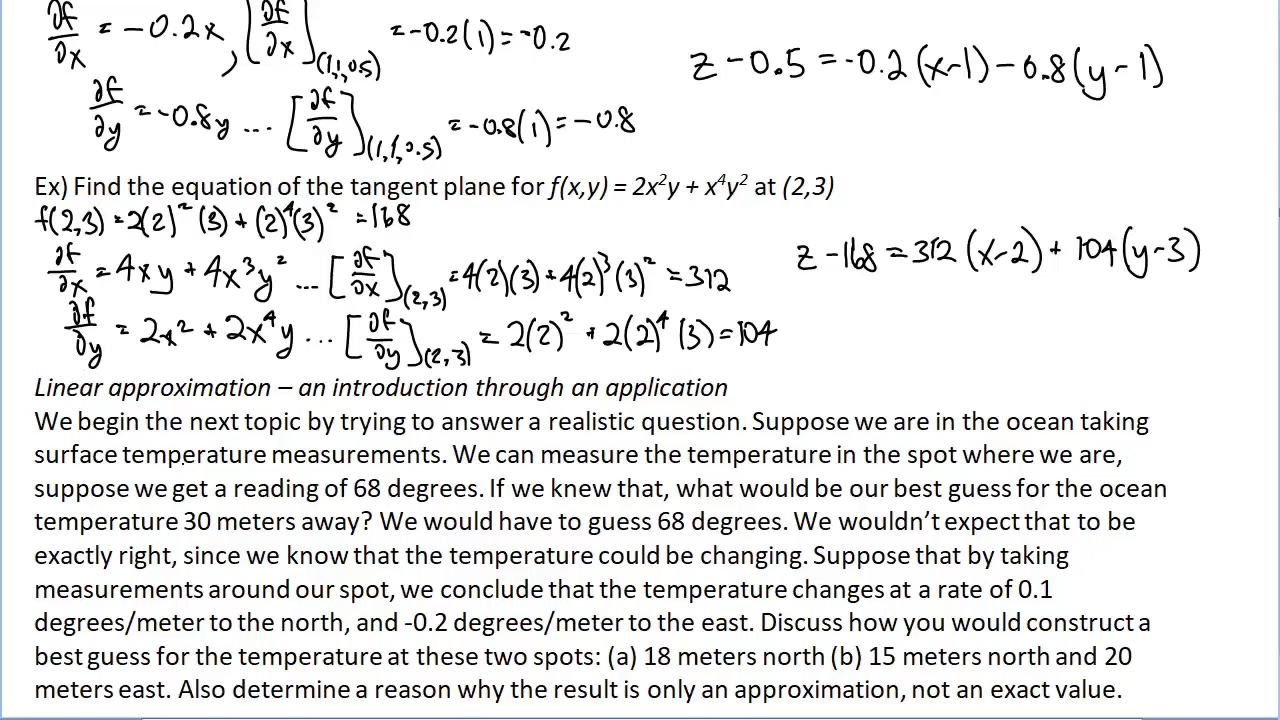 ∂f/∂x = -0.2x, [∂f/∂x](1,1,0.5) = -0.2(1) = -0.2
z - 0.5 = -0.2(x-1) - 0.8(y-1)
∂f/∂y = -0.8y ... [∂f/∂y](1,1,0.5) = -0.8(1) = -0.8
Ex) Find the equation of the tangent plane for f(x,y) = 2x²y + x⁴y² at (2,3)
f(2,3) = 2(2)²(3) + (2)⁴(3)² = 168
∂f/∂x = 4xy + 4x³y² ... [∂f/∂x](2,3) = 4(2)(3) + 4(2)³(3)² = 312
z - 168 = 312(x-2) + 104(y-3)
∂f/∂y = 2x² + 2x⁴y ... [∂f/∂y](2,3) = 2(2)² + 2(2)⁴(3) = 104
Linear approximation – an introduction through an application
We begin the next topic by trying to answer a realistic question. Suppose we are in the ocean taking
surface temperature measurements. We can measure the temperature in the spot where we are,
suppose we get a reading of 68 degrees. If we knew that, what would be our best guess for the ocean
temperature 30 meters away? We would have to guess 68 degrees. We wouldn't expect that to be
exactly right, since we know that the temperature could be changing. Suppose that by taking
measurements around our spot, we conclude that the temperature changes at a rate of 0.1
degrees/meter to the north, and -0.2 degrees/meter to the east. Discuss how you would construct a
best guess for the temperature at these two spots: (a) 18 meters north (b) 15 meters north and 20
meters east. Also determine a reason why the result is only an approximation, not an exact value.